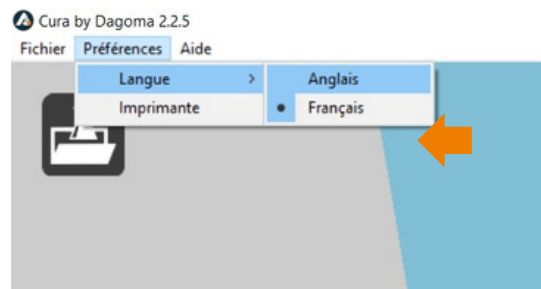 Cura by Dagoma 2.2.5
Fichier Préférences Aide
Langue > Anglais
Imprimante • Français